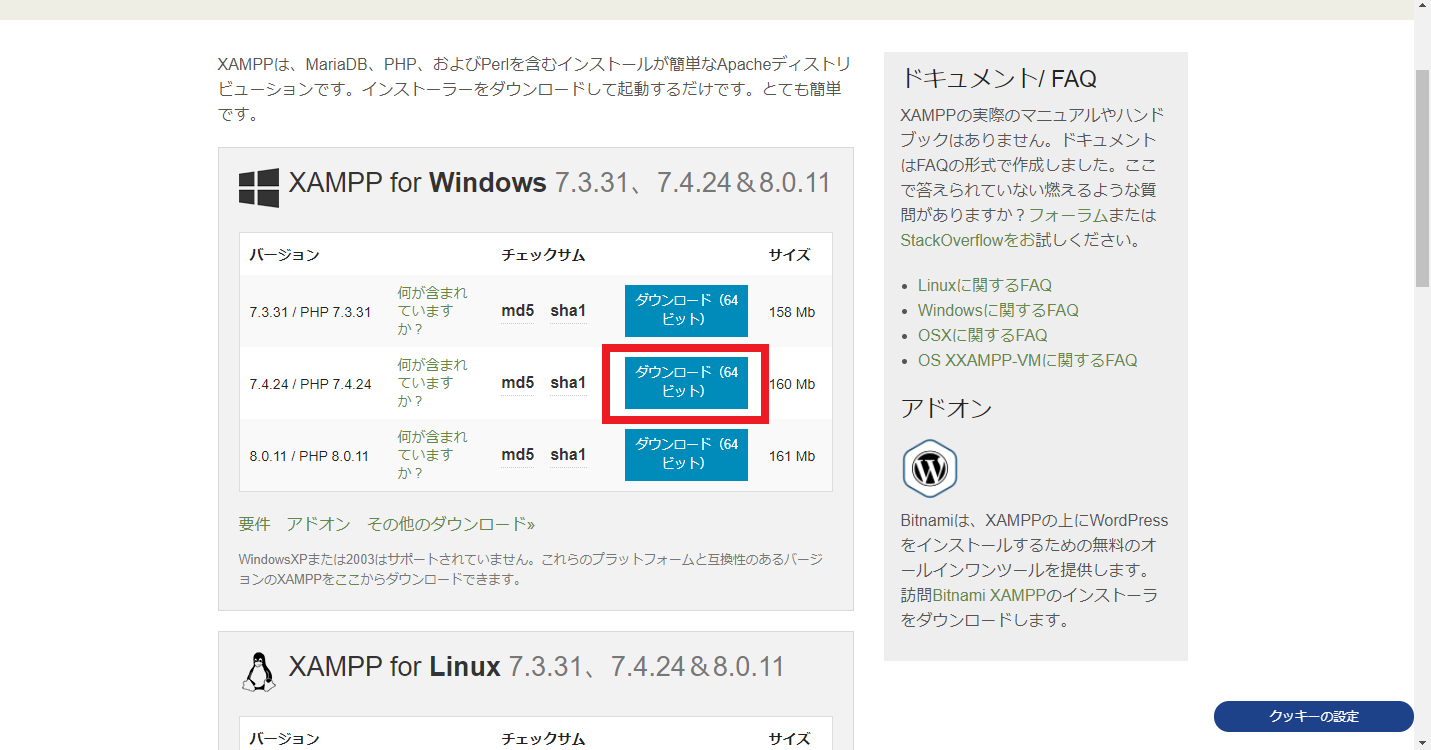 XAMPPは、MariaDB、PHP、およびPerlを含むインストールが簡単なApacheディストリ
ビューションです。インストーラーをダウンロードして起動するだけです。とても簡単
です。
XAMPP for Windows 7.3.31、7.4.24＆8.0.11
バージョン チェックサム サイズ
7.3.31 / PHP 7.3.31 何が含まれ
ています
か？
md5 sha1 ダウンロード（64
ビット）
158 Mb
7.4.24 / PHP 7.4.24 何が含まれ
ています
か？
md5 sha1 ダウンロード（64
ビット）
160 Mb
8.0.11 / PHP 8.0.11 何が含まれ
ています
か？
md5 sha1 ダウンロード（64
ビット）
161 Mb
要件 アドオン その他のダウンロード»
WindowsXPまたは2003はサポートされていません。これらのプラットフォームと互換性のあるバージ
ョンのXAMPPをここからダウンロードできます。
XAMPP for Linux 7.3.31、7.4.24＆8.0.11
バージョン チェックサム サイズ
ドキュメント/ FAQ
XAMPPの実際のマニュアルやハンド
ブックはありません。ドキュメント
はFAQの形式で作成しました。ここ
で答えられていない燃えるような質
問がありますか？フォーラムまたは
StackOverflowをお試しください。
• Linuxに関するFAQ
• Windowsに関するFAQ
• OSXに関するFAQ
• OS XXAMPP-VMに関するFAQ
アドオン
Bitnamiは、XAMPPの上にWordPress
をインストールするための無料のオ
ールインワンツールを提供します。
訪問Bitnami XAMPPのインストーラ
をダウンロードします。
クッキーの設定